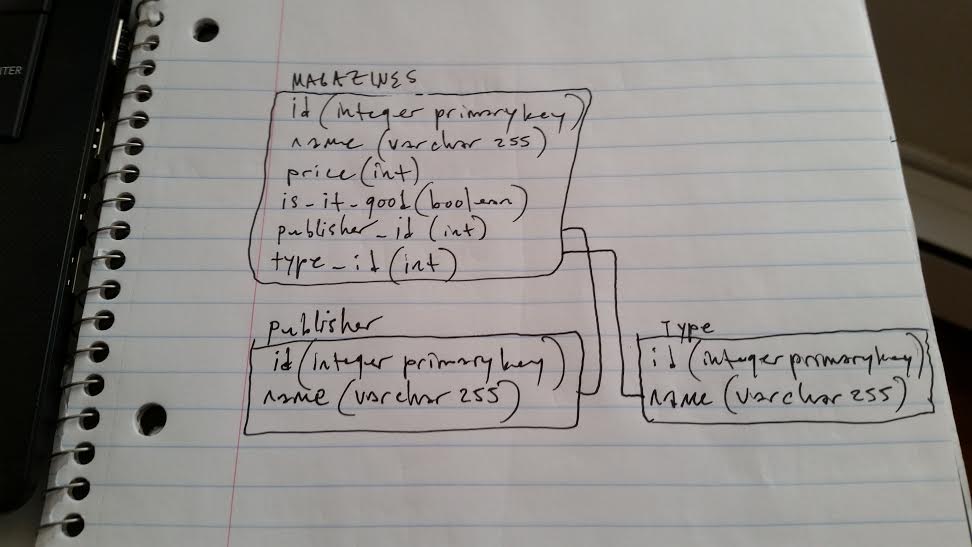 NTER
MAGAZINES
id (integer primary key)
name (varchar 255)
price (int)
is_it_good (boolean)
publisher_id (int)
type_id (int)
publisher
id (integer primary key)
name (varchar 255)
Type
id (integer primary key)
name (varchar 255)